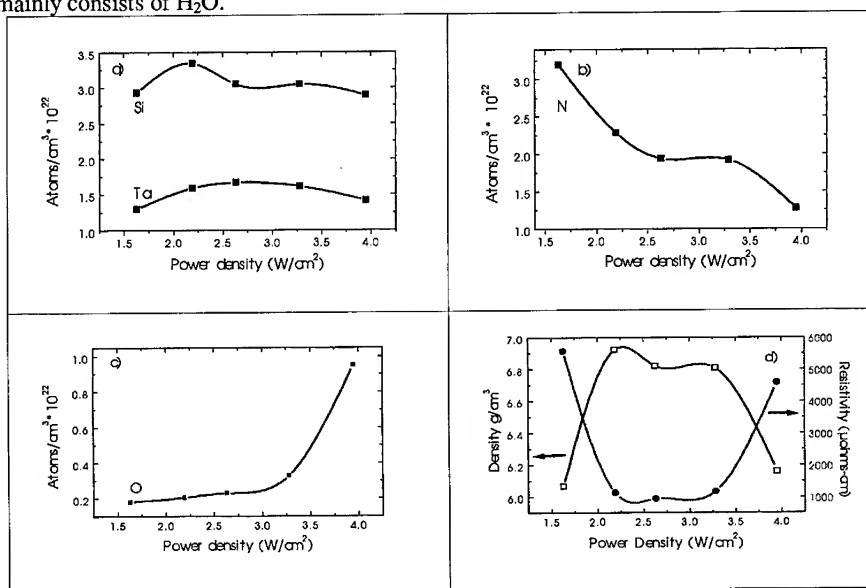 mainly consists of H₂O.
a)
Si
Ta
Atoms/cm³* 10²²
3.5
3.0
2.5
2.0
1.5
1.0
1.5 2.0 2.5 3.0 3.5 4.0
Power density (W/cm²)
b)
N
Atoms/cm³* 10²²
3.0
2.5
2.0
1.5
1.0
1.5 2.0 2.5 3.0 3.5 4.0
Power density (W/cm²)
c)
O
Atoms/cm³* 10²²
1.0
0.8
0.6
0.4
0.2
1.5 2.0 2.5 3.0 3.5 4.0
Power density (W/cm²)
d)
Density g/cm³
7.0
6.8
6.6
6.4
6.2
6.0
6000
5000
4000
3000
2000
1000
Resistivity (µohms-cm)
1.5 2.0 2.5 3.0 3.5 4.0
Power Density (W/cm²)